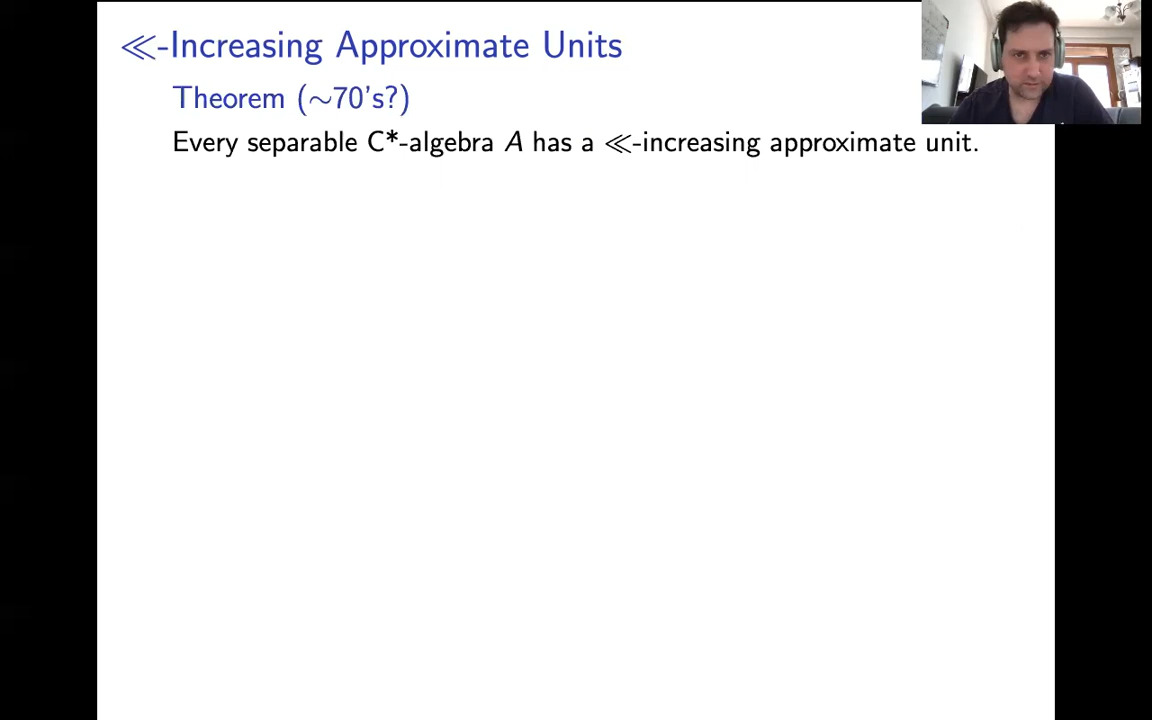 ≪-Increasing Approximate Units
Theorem (∼70's?)
Every separable C*-algebra A has a ≪-increasing approximate unit.